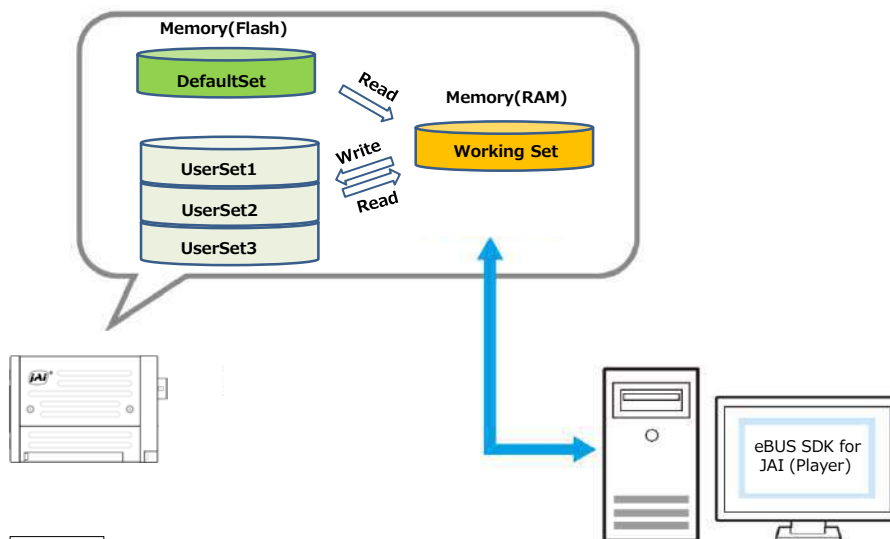 Memory(Flash)
DefaultSet
Read
Memory(RAM)
Working Set
Write
Read
UserSet1
UserSet2
UserSet3
JAI
eBUS SDK for
JAI (Player)